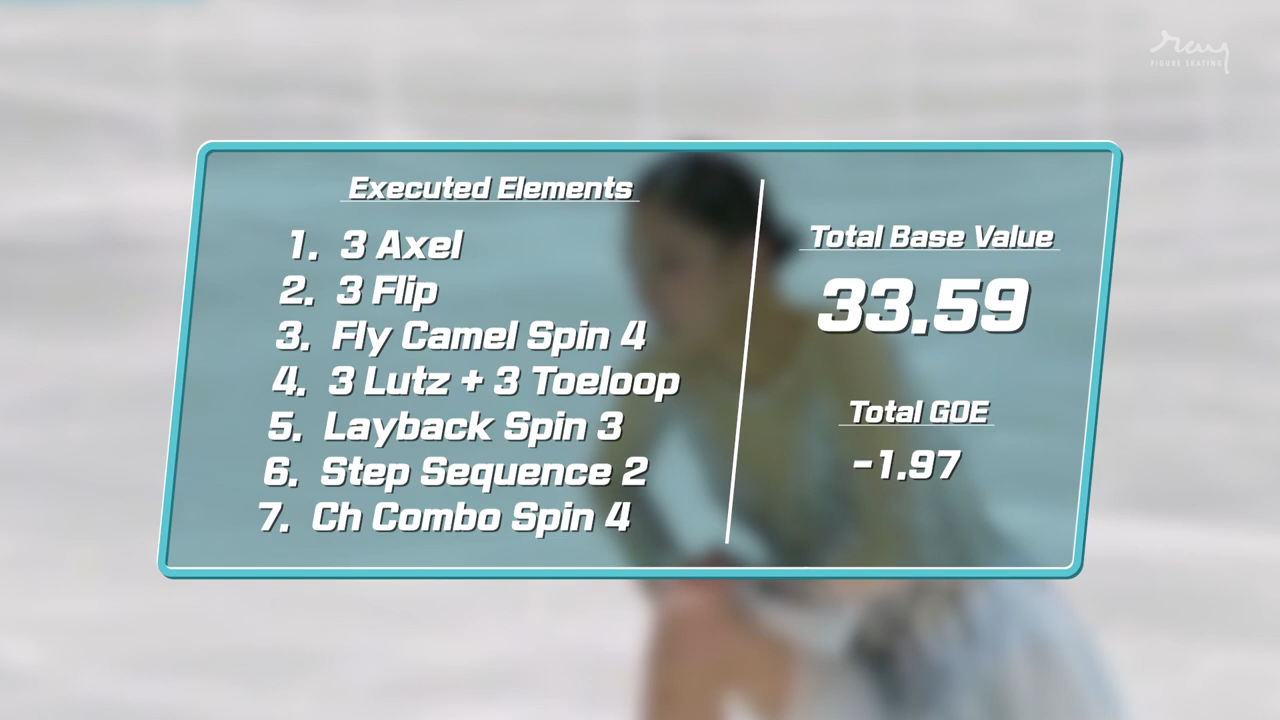 FIGURE SKATING
Executed Elements
1. 3 Axel
2. 3 Flip
3. Fly Camel Spin 4
4. 3 Lutz + 3 Toeloop
5. Layback Spin 3
6. Step Sequence 2
7. Ch Combo Spin 4
Total Base Value
33.59
Total GOE
-1.97